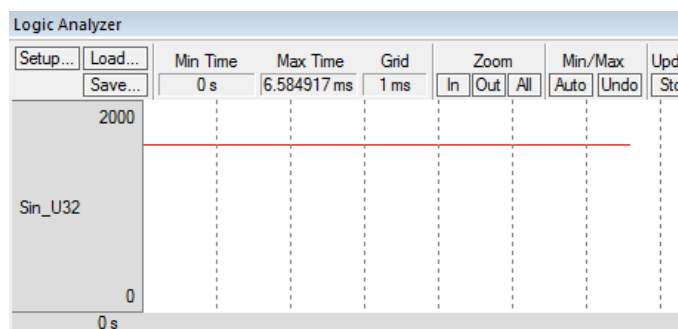 Logic Analyzer
Setup... Load... Min Time Max Time Grid Zoom Min/Max
Save... 0 s 6.584917 ms 1 ms In Out All Auto Undo
2000
Sin_U32
0
0 s